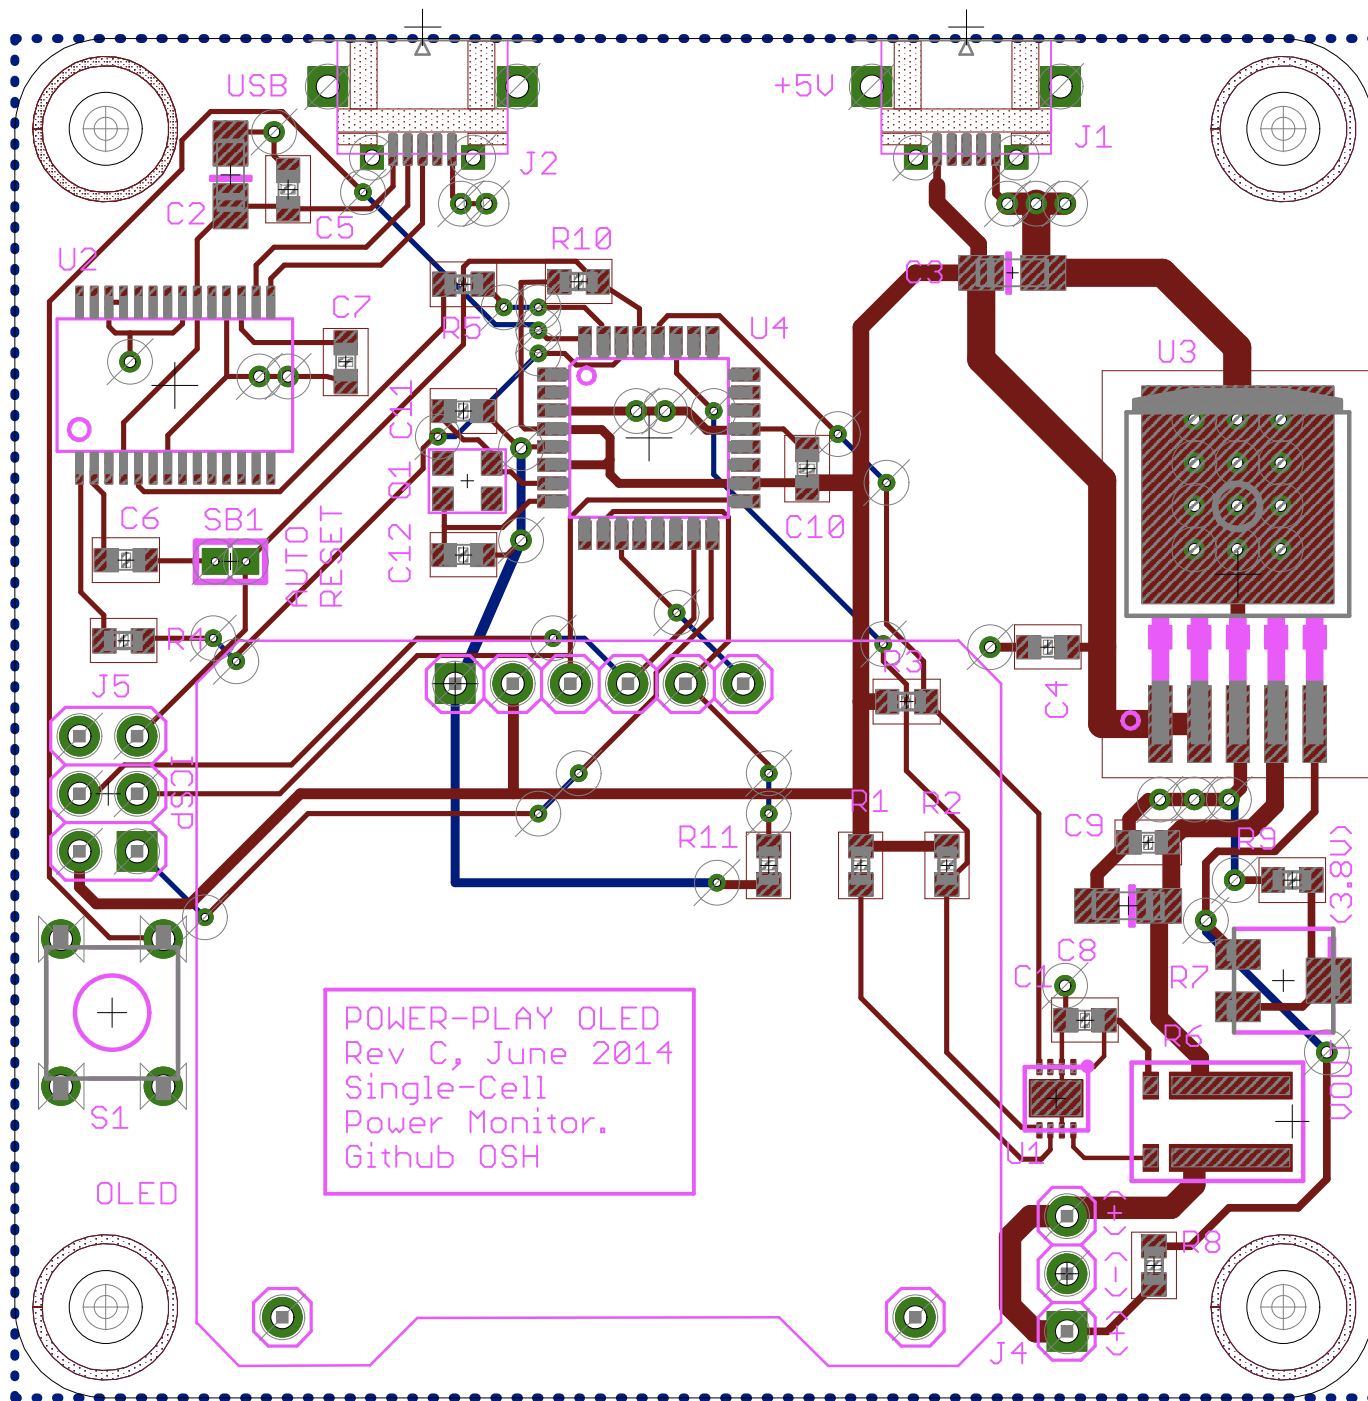 USB
+5V
J2
J1
C2
C5
U2
R10
C3
C7
R5
U4
U3
C11
Q1
C10
C6
SB1
AUTO
RESET
C12
R4
R3
C4
J5
ICSP
R1
R2
R11
C9
R9
(3.8V)
C8
C1
R7
R6
VOUT
POWER-PLAY OLED
Rev C, June 2014
Single-Cell
Power Monitor.
Github OSH
S1
U1
OLED
(+)
(-)
(+)
R8
J4